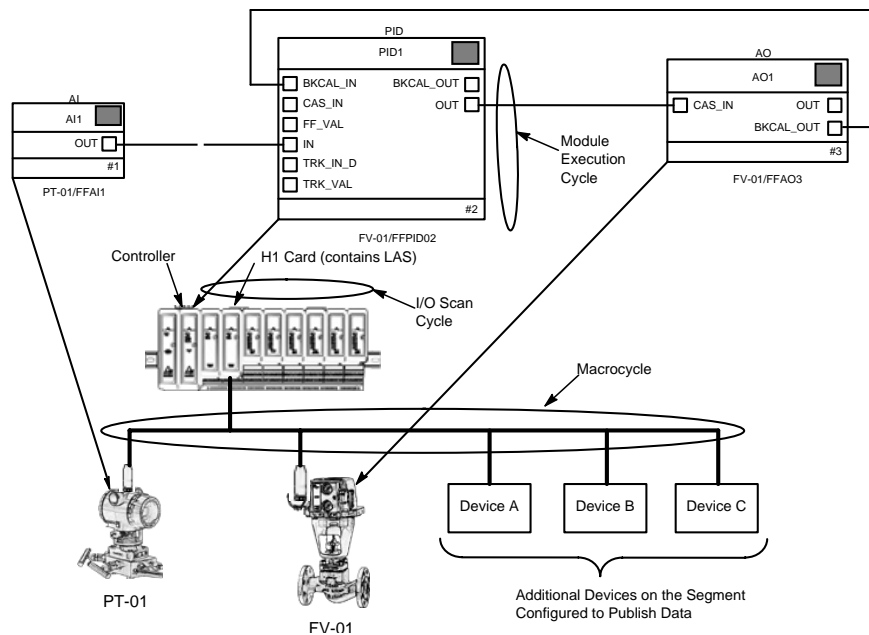 PID
PID1
BKCAL_IN
BKCAL_OUT
CAS_IN
OUT
FF_VAL
IN
TRK_IN_D
TRK_VAL
#2
FV-01/FFPID02
AI
AI1
OUT
#1
PT-01/FFAI1
AO
AO1
CAS_IN
OUT
BKCAL_OUT
#3
FV-01/FFAO3
Module
Execution
Cycle
Controller
H1 Card (contains LAS)
I/O Scan
Cycle
Macrocycle
Device A
Device B
Device C
PT-01
FV-01
Additional Devices on the Segment
Configured to Publish Data